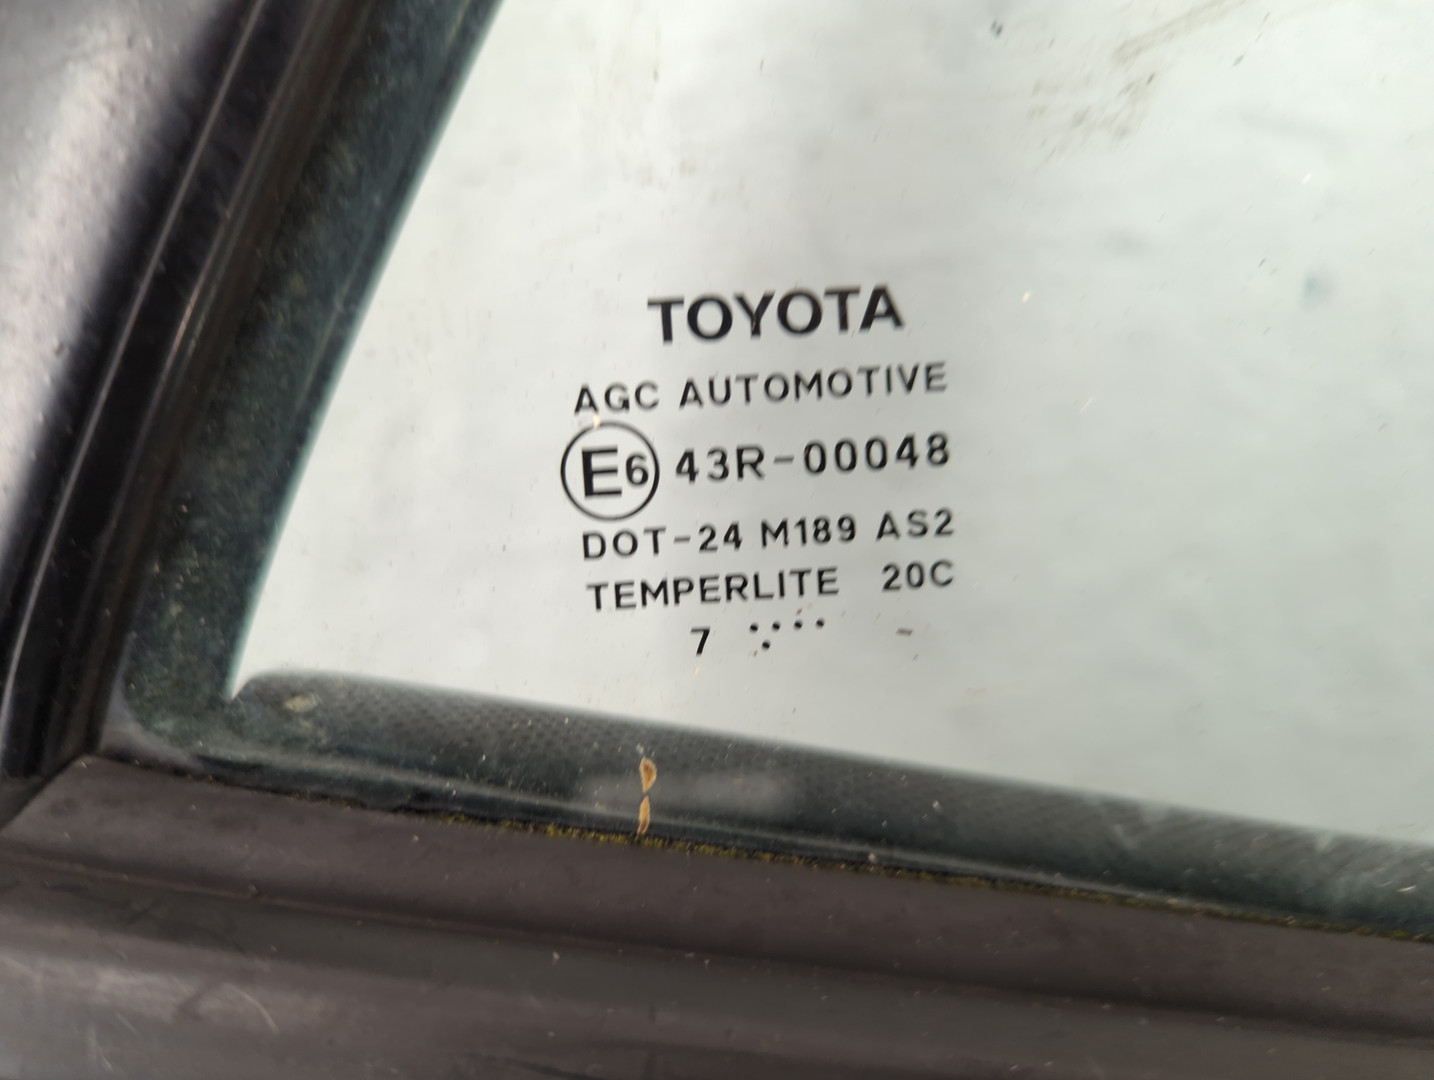 TOYOTA
AGC AUTOMOTIVE
E6 43R-00048
DOT-24 M189 AS2
TEMPERLITE 20C
7